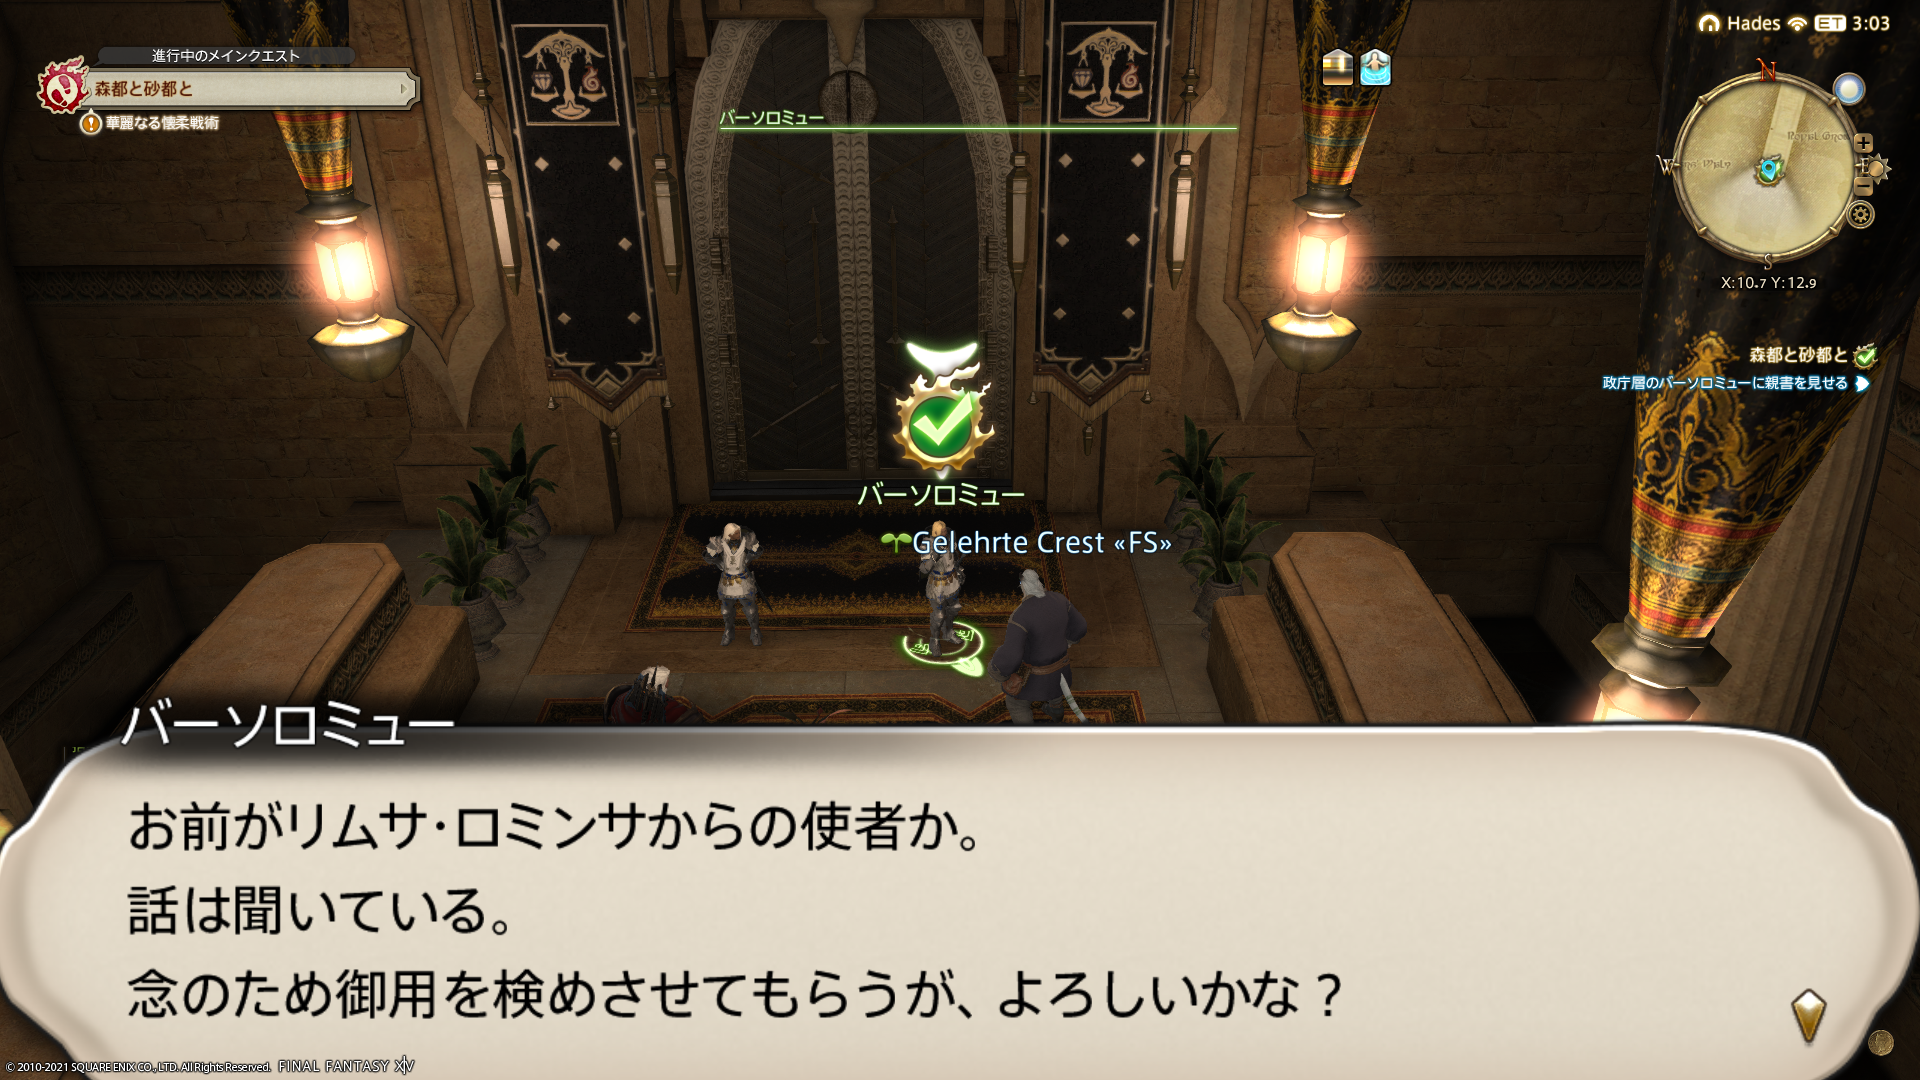 進行中のメインクエスト
森都と砂都と
華麗なる懐柔戦術
バーソロミュー
Hades ET 3:03
N
W
E
S
X:10.7 Y:12.9
森都と砂都と
政庁層のバーソロミューに親書を見せる
バーソロミュー
Gelehrte Crest «FS»
バーソロミュー
お前がリムサ・ロミンサからの使者か。
話は聞いている。
念のため御用を検めさせてもらうが、よろしいかな？
© 2010-2021 SQUARE ENIX CO., LTD. All Rights Reserved. FINAL FANTASY XIV